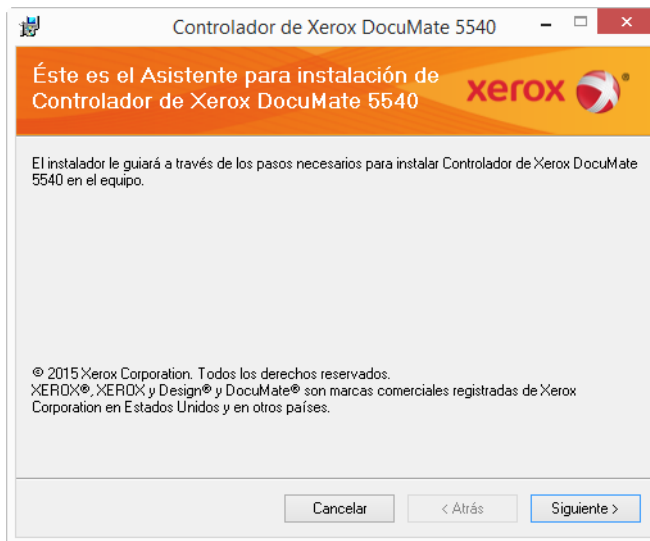 Controlador de Xerox DocuMate 5540
Éste es el Asistente para instalación de
Controlador de Xerox DocuMate 5540
xerox
El instalador le guiará a través de los pasos necesarios para instalar Controlador de Xerox DocuMate
5540 en el equipo.
© 2015 Xerox Corporation. Todos los derechos reservados.
XEROX®, XEROX y Design® y DocuMate® son marcas comerciales registradas de Xerox
Corporation en Estados Unidos y en otros países.
Cancelar
< Atrás
Siguiente >